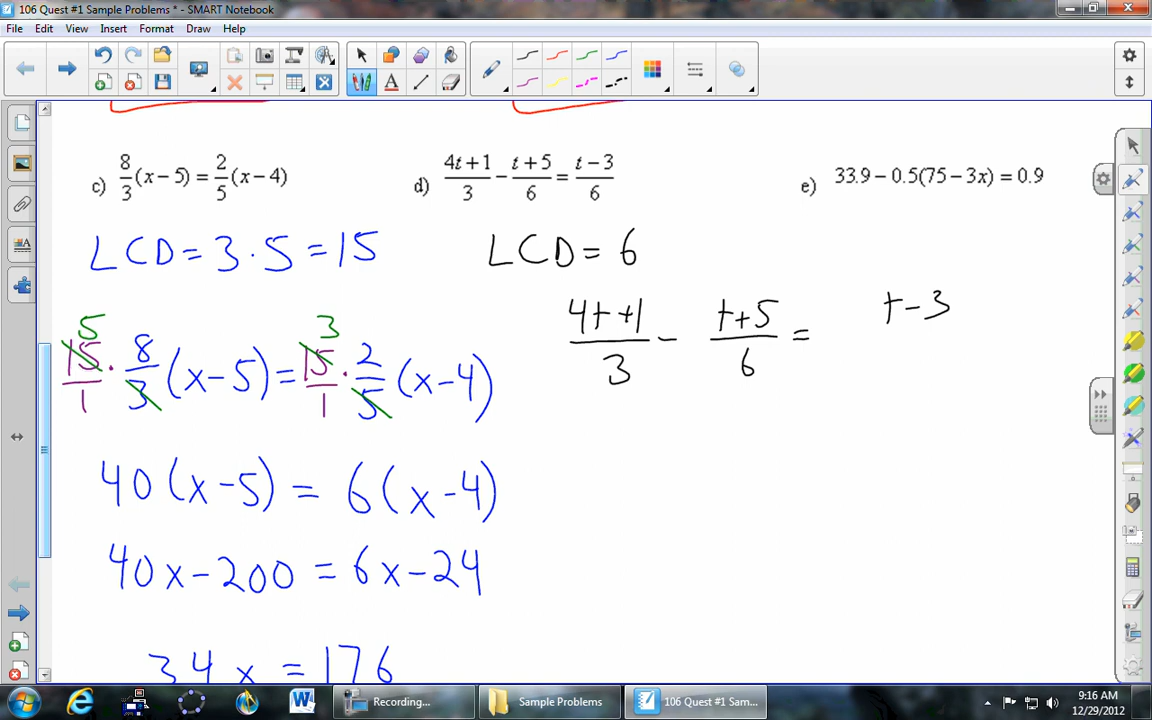 106 Quest #1 Sample Problems * - SMART Notebook
File Edit View Insert Format Draw Help
c) 8/3(x − 5) = 2/5(x − 4)
d) 4t + 1/3 − t + 5/6 = t − 3/6
e) 33.9 − 0.5(75 − 3x) = 0.9
LCD = 3 · 5 = 15
LCD = 6
4t + 1/3 − t + 5/6 = t − 3
5 3
15/1 · 8/3 (x − 5) = 15/1 · 2/5 (x − 4)
40(x − 5) = 6(x − 4)
40x − 200 = 6x − 24
34x = 176
Recording...
Sample Problems
106 Quest #1 Sam...
9:16 AM
12/29/2012